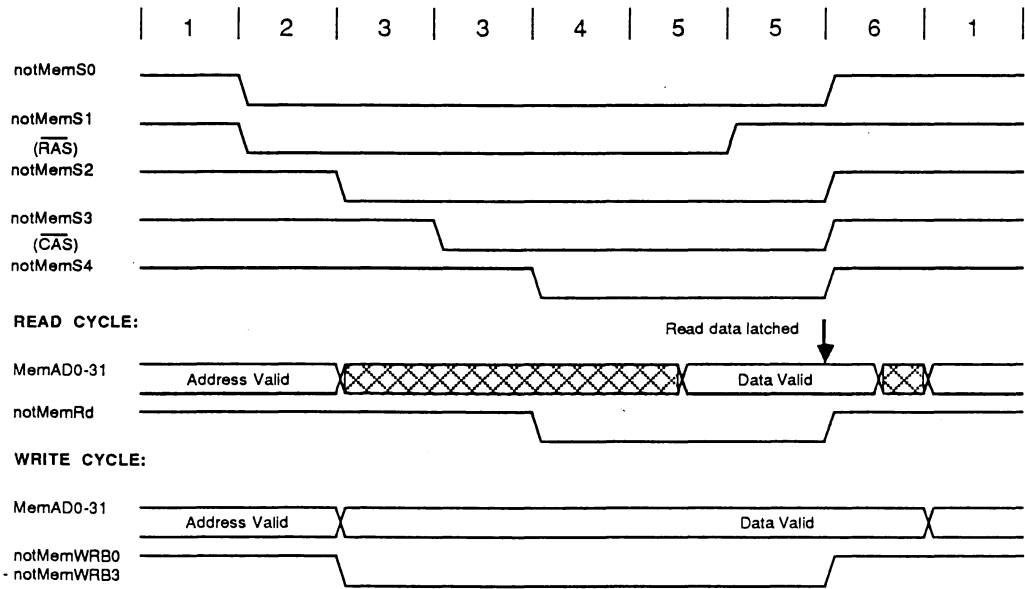 1 2 3 3 4 5 5 6 1
notMemS0
notMemS1
(RAS)
notMemS2
notMemS3
(CAS)
notMemS4
READ CYCLE:
Read data latched
MemAD0-31
Address Valid
Data Valid
notMemRd
WRITE CYCLE:
MemAD0-31
Address Valid
Data Valid
notMemWRB0
- notMemWRB3